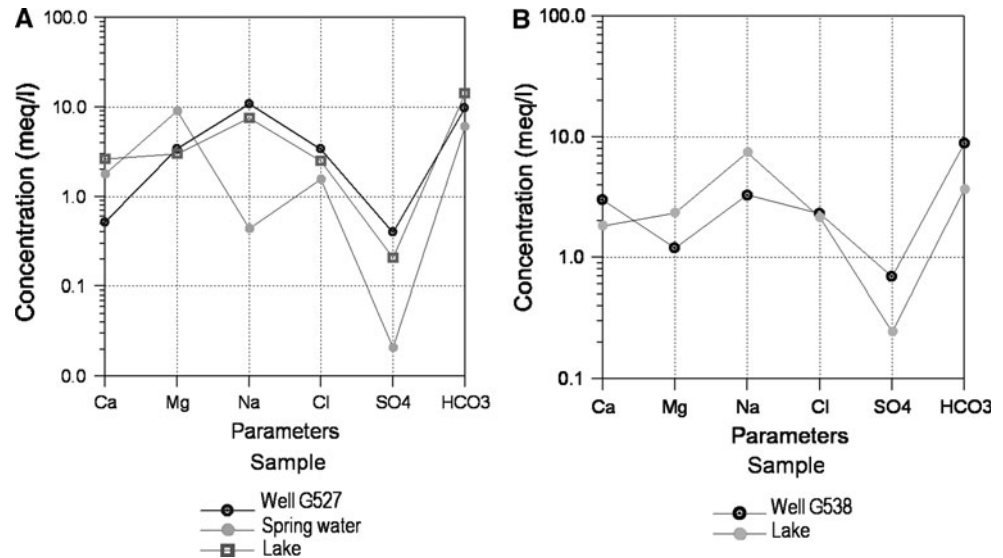 A
100.0
10.0
1.0
0.1
0.0
Concentration (meq/l)
Ca Mg Na Cl SO4 HCO3
Parameters
Sample
Well G527
Spring water
Lake
B
100.0
10.0
1.0
0.1
Concentration (meq/l)
Ca Mg Na Cl SO4 HCO3
Parameters
Sample
Well G538
Lake